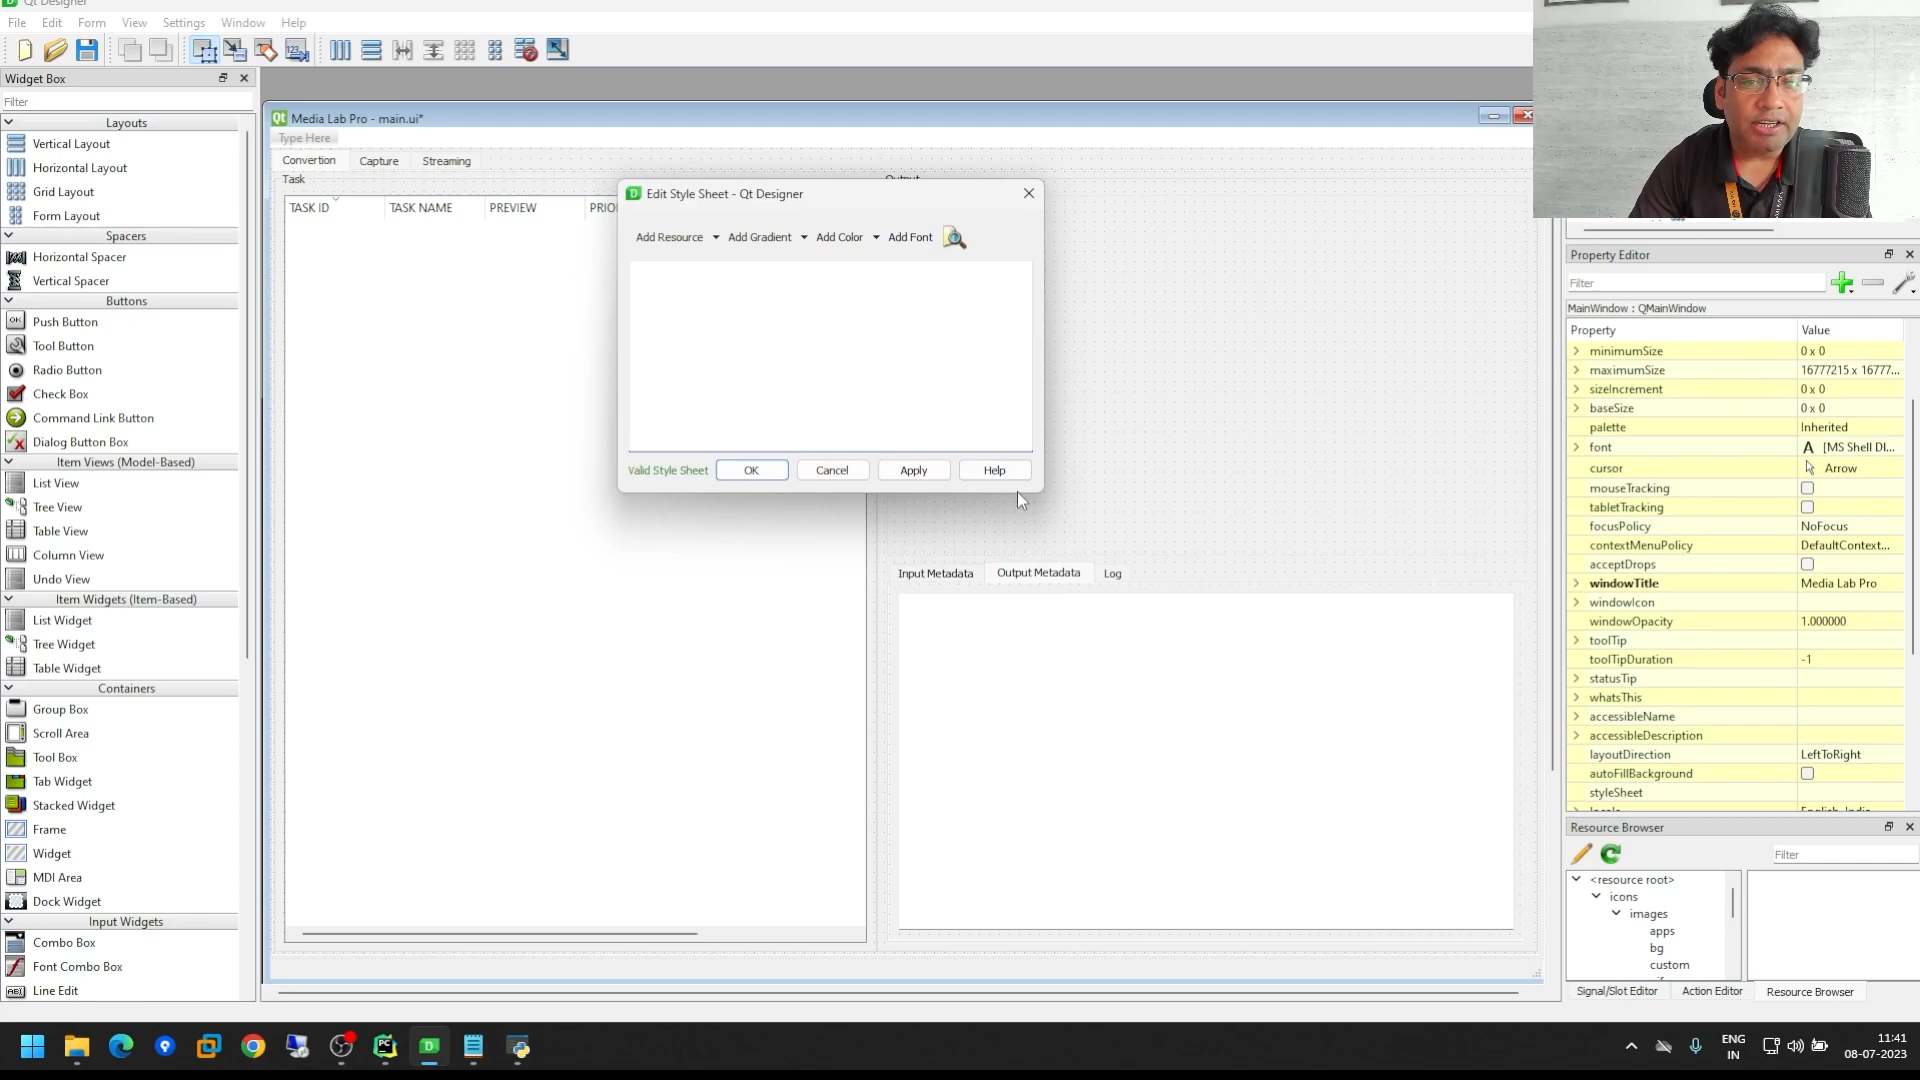 Qt Designer
File Edit Form View Settings Window Help
Widget Box
Filter
Layouts
Vertical Layout
Horizontal Layout
Grid Layout
Form Layout
Spacers
Horizontal Spacer
Vertical Spacer
Buttons
Push Button
Tool Button
Radio Button
Check Box
Command Link Button
Dialog Button Box
Item Views (Model-Based)
List View
Tree View
Table View
Column View
Undo View
Item Widgets (Item-Based)
List Widget
Tree Widget
Table Widget
Containers
Group Box
Scroll Area
Tool Box
Tab Widget
Stacked Widget
Frame
Widget
MDI Area
Dock Widget
Input Widgets
Combo Box
Font Combo Box
Line Edit
Media Lab Pro - main.ui*
Type Here
Convertion Capture Streaming
Task
TASK ID TASK NAME PREVIEW PRIO
Edit Style Sheet - Qt Designer
Add Resource Add Gradient Add Color Add Font
Valid Style Sheet OK Cancel Apply Help
Input Metadata Output Metadata Log
Property Editor
Filter
MainWindow : QMainWindow
Property Value
minimumSize 0 x 0
maximumSize 16777215 x 16777...
sizeIncrement 0 x 0
baseSize 0 x 0
palette Inherited
font A [MS Shell Dl...
cursor Arrow
mouseTracking
tabletTracking
focusPolicy NoFocus
contextMenuPolicy DefaultContext...
acceptDrops
windowTitle Media Lab Pro
windowIcon
windowOpacity 1.000000
toolTip
toolTipDuration -1
statusTip
whatsThis
accessibleName
accessibleDescription
layoutDirection LeftToRight
autoFillBackground
styleSheet
Resource Browser
Filter
<resource root>
icons
images
apps
bg
custom
Signal/Slot Editor Action Editor Resource Browser
ENG
IN
11:41
08-07-2023